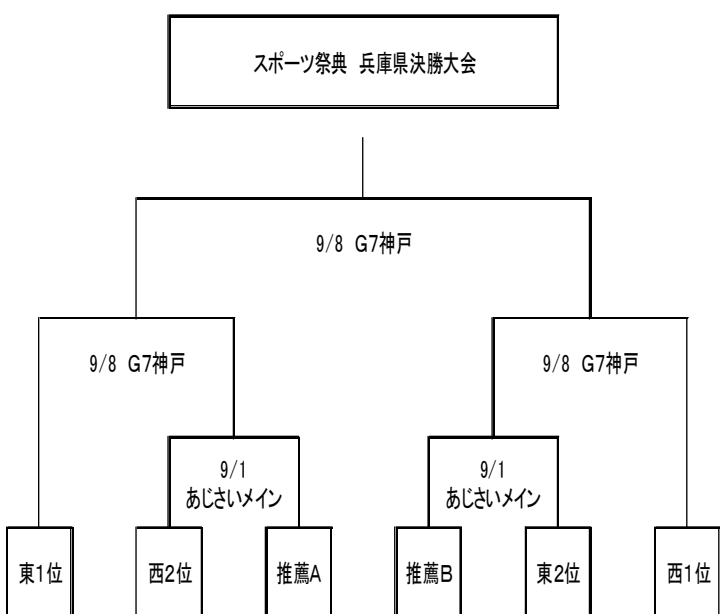 スポーツ祭典 兵庫県決勝大会
9/8 G7神戸
9/8 G7神戸
9/8 G7神戸
9/1
あじさいメイン
9/1
あじさいメイン
東1位
西2位
推薦A
推薦B
東2位
西1位